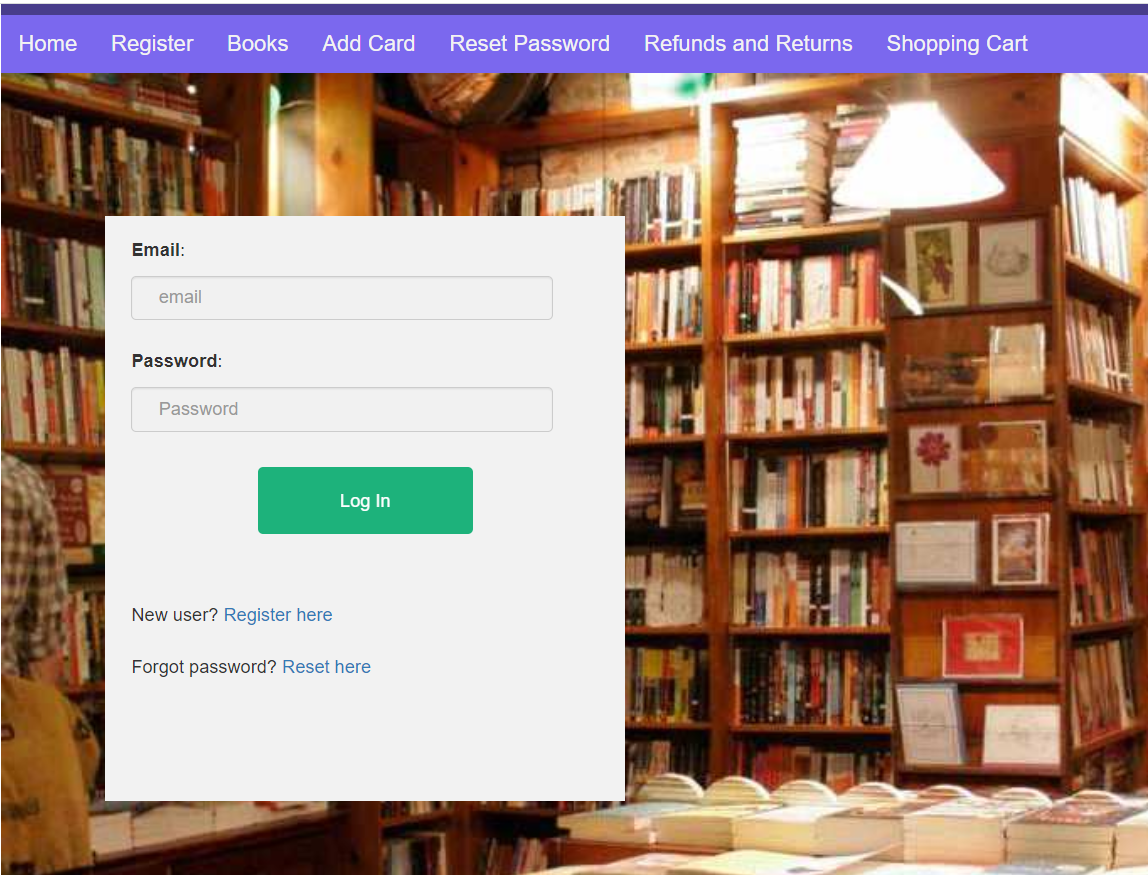 Home Register Books Add Card Reset Password Refunds and Returns Shopping Cart
Email:
email
Password:
Password
Log In
New user? Register here
Forgot password? Reset here